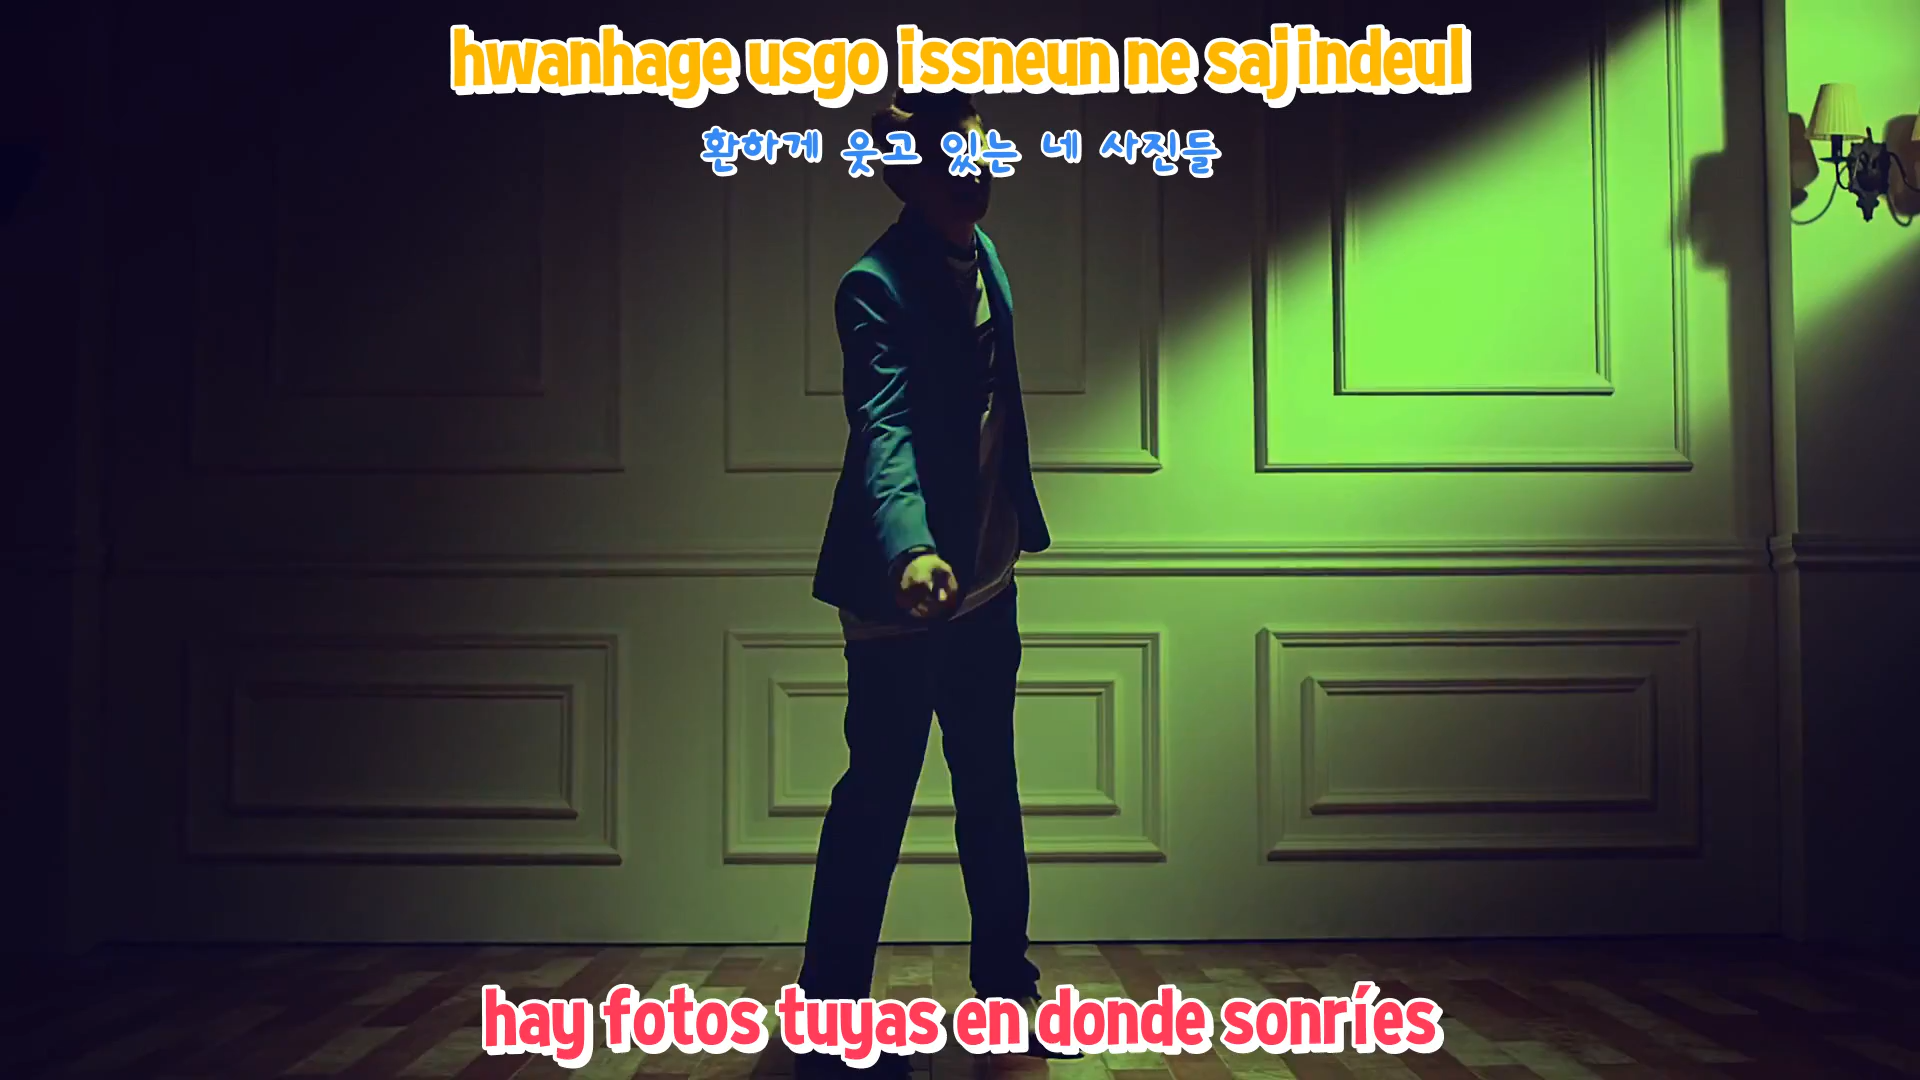 hwanhage usgo issneun ne sajindeul
환하게 웃고 있는 네 사진들
hay fotos tuyas en donde sonríes